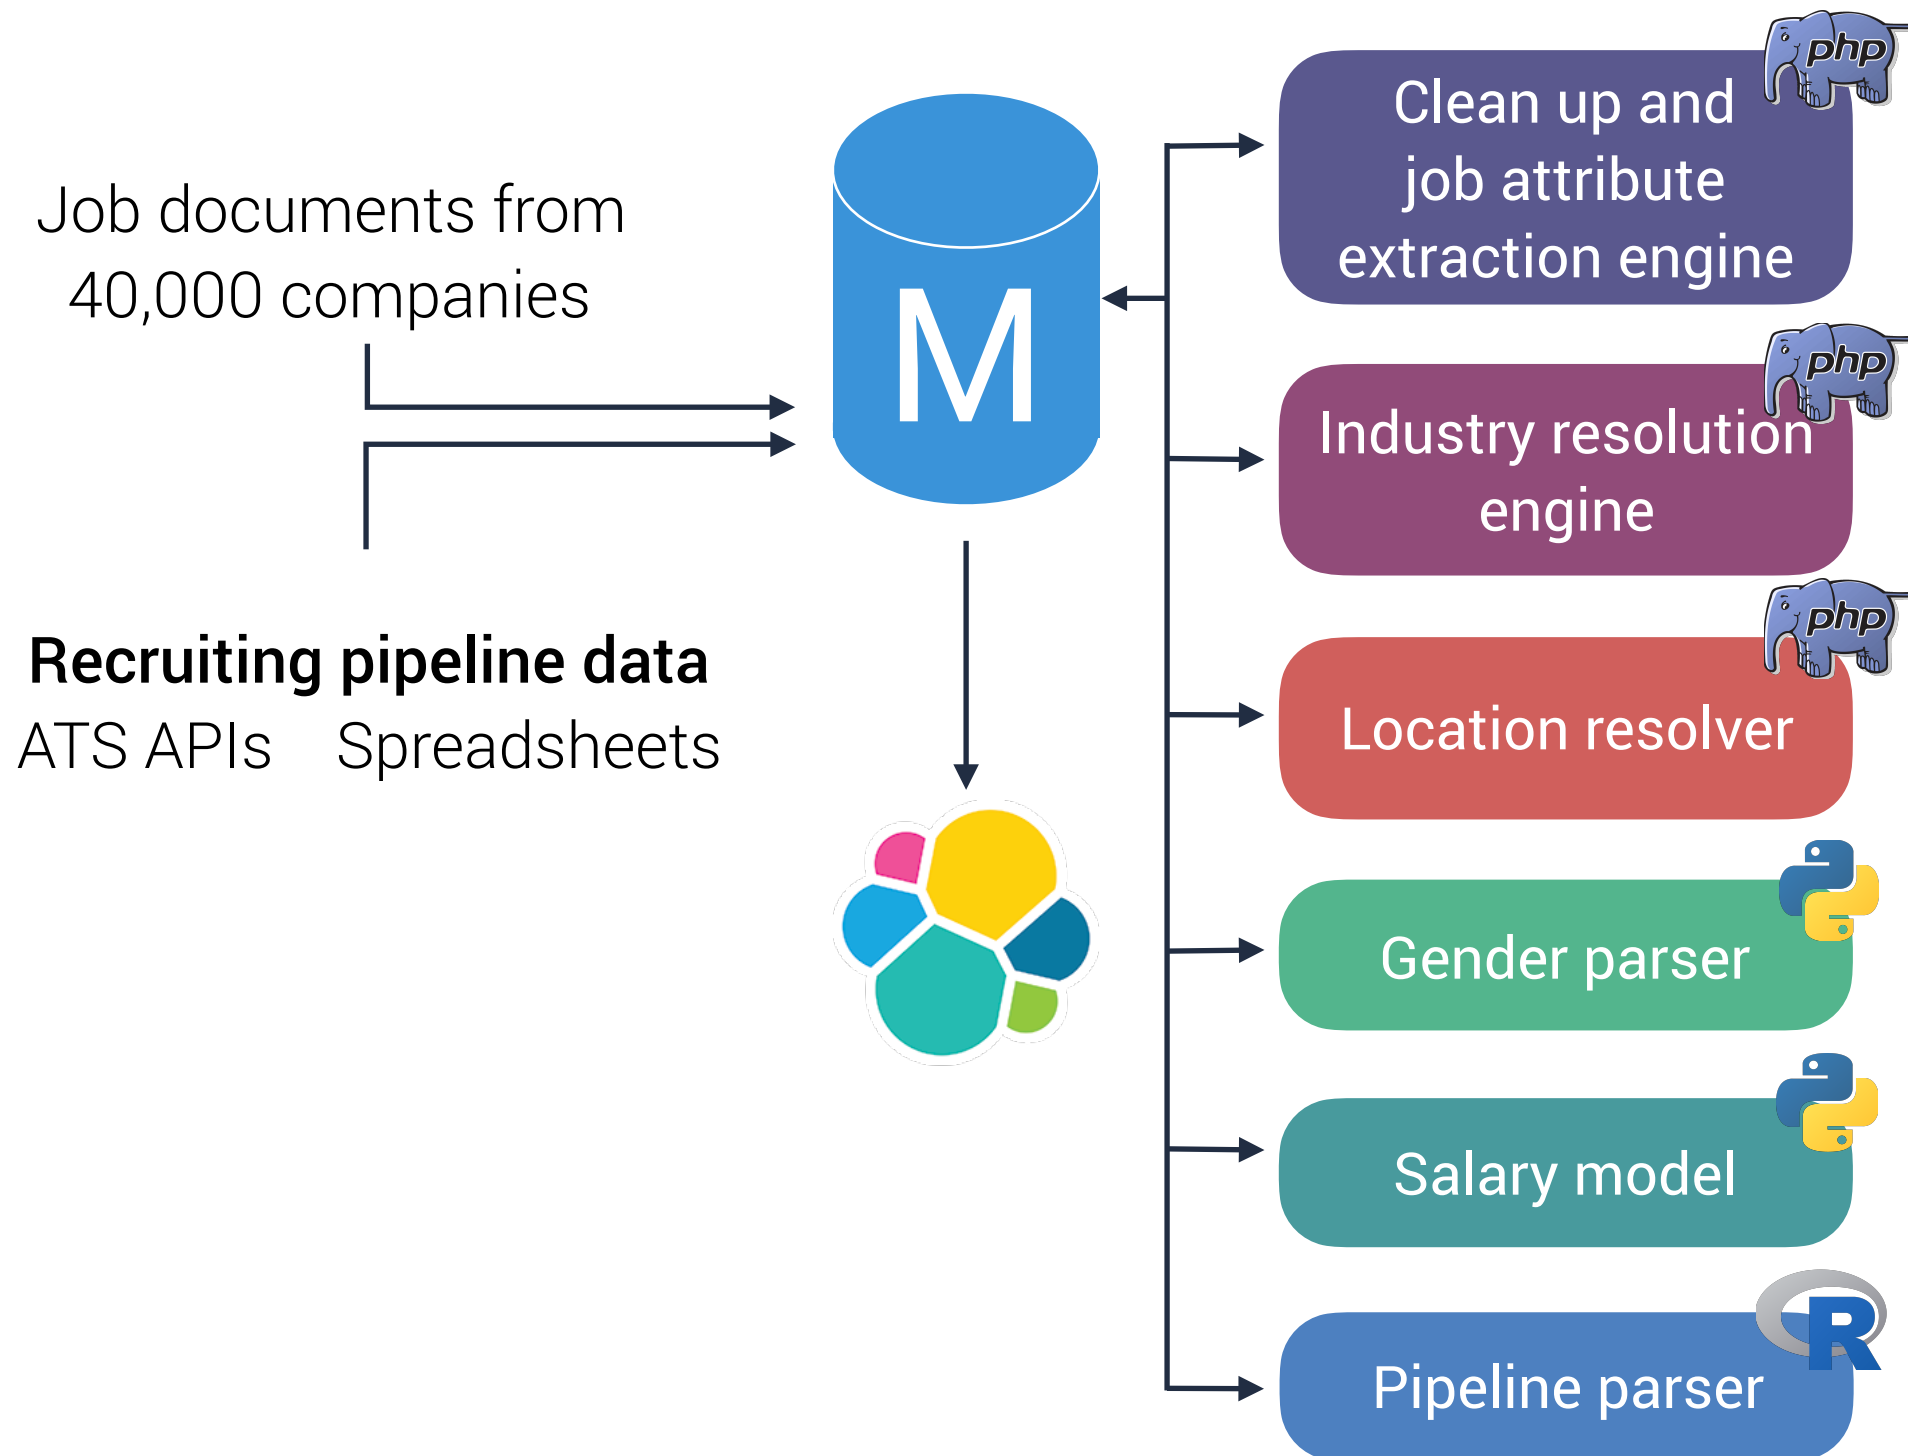 Job documents from
40,000 companies
Recruiting pipeline data
ATS APIs Spreadsheets
M
php
Clean up and
job attribute
extraction engine
php
Industry resolution
engine
php
Location resolver
Gender parser
Salary model
R
Pipeline parser